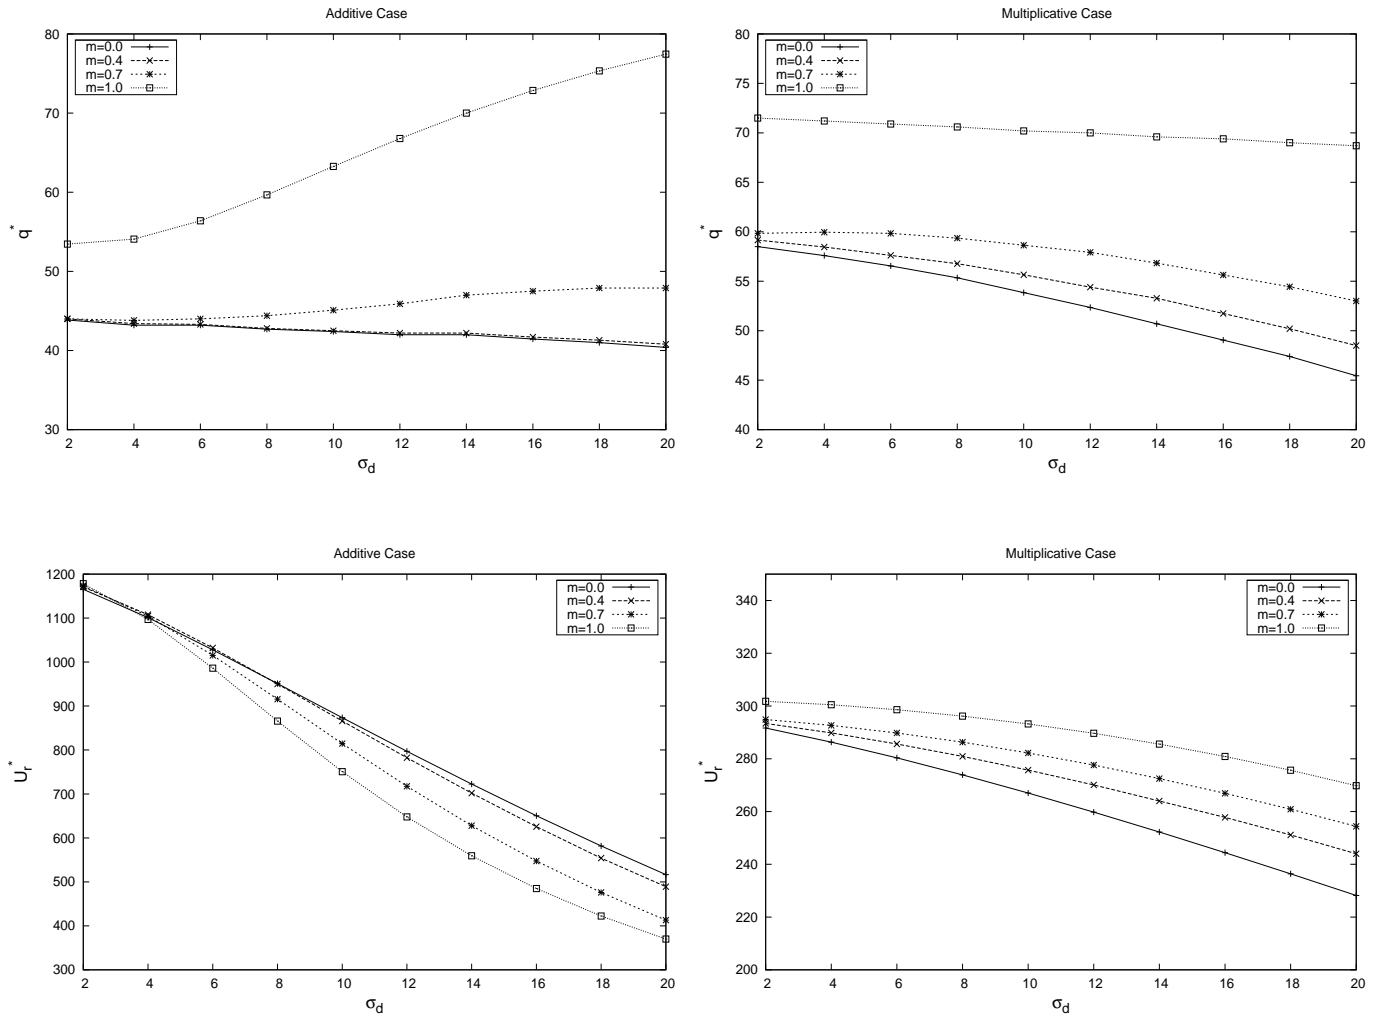 Additive Case
80
70
60
50
40
30
q*
m=0.0
m=0.4
m=0.7
m=1.0
2 4 6 8 10 12 14 16 18 20
σd
Multiplicative Case
80
75
70
65
60
55
50
45
40
q*
m=0.0
m=0.4
m=0.7
m=1.0
2 4 6 8 10 12 14 16 18 20
σd
Additive Case
1200
1100
1000
900
800
700
600
500
400
300
Ur*
m=0.0
m=0.4
m=0.7
m=1.0
2 4 6 8 10 12 14 16 18 20
σd
Multiplicative Case
340
320
300
280
260
240
220
200
Ur*
m=0.0
m=0.4
m=0.7
m=1.0
2 4 6 8 10 12 14 16 18 20
σd